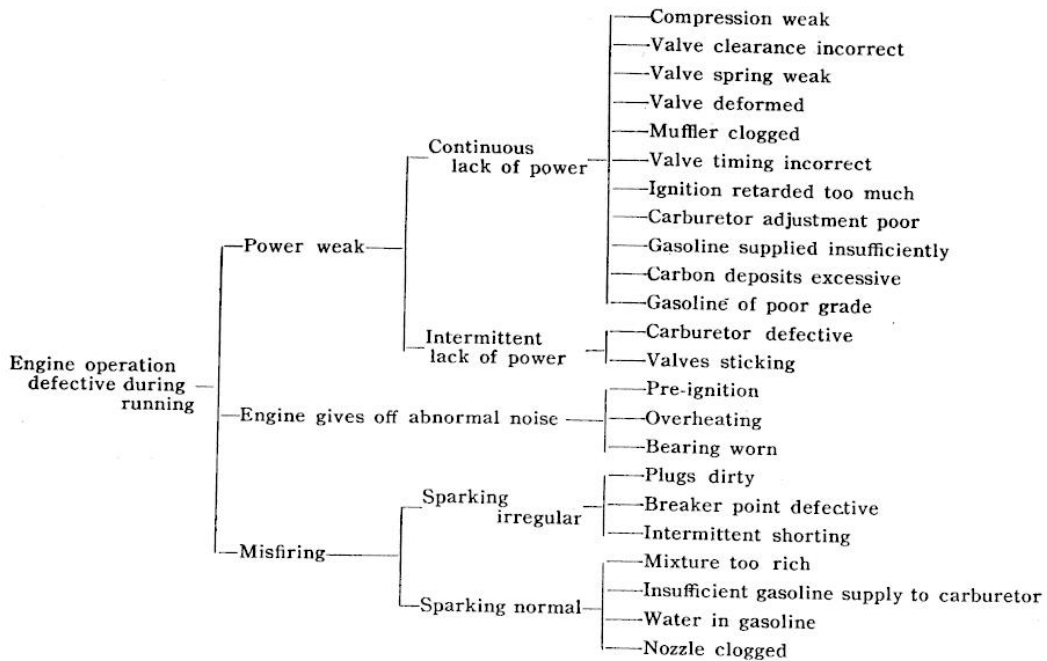 Engine operation
defective during
running
Power weak
Continuous
lack of power
Compression weak
Valve clearance incorrect
Valve spring weak
Valve deformed
Muffler clogged
Valve timing incorrect
Ignition retarded too much
Carburetor adjustment poor
Gasoline supplied insufficiently
Carbon deposits excessive
Gasoline of poor grade
Intermittent
lack of power
Carburetor defective
Valves sticking
Engine gives off abnormal noise
Pre-ignition
Overheating
Bearing worn
Misfiring
Sparking
irregular
Plugs dirty
Breaker point defective
Intermittent shorting
Sparking normal
Mixture too rich
Insufficient gasoline supply to carburetor
Water in gasoline
Nozzle clogged